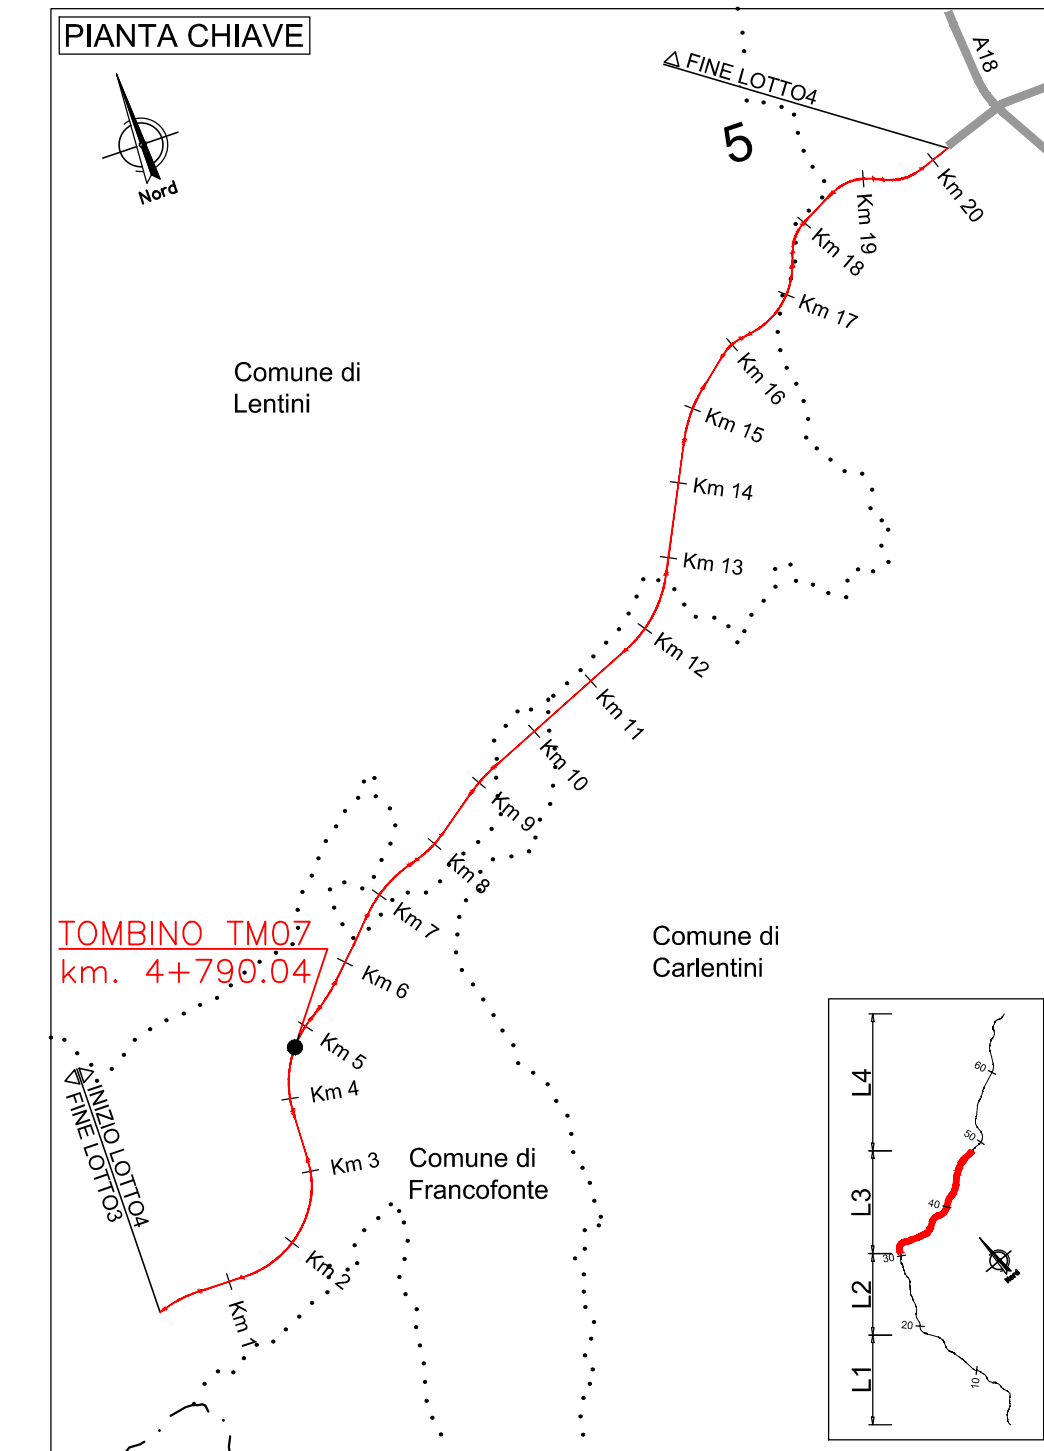 PIANTA CHIAVE
Nord
A18
FINE LOTTO4
5
Km 20
Km 19
Km 18
Km 17
Km 16
Km 15
Km 14
Km 13
Km 12
Km 11
Km 10
Km 9
Km 8
Km 7
Km 6
Km 5
Km 4
Km 3
Km 2
Km 1
Comune di
Lentini
TOMBINO TM07
km. 4+790.04
Comune di
Carlentini
Comune di
Francofonte
INIZIO LOTTO4
FINE LOTTO3
L4
L3
L2
L1
60
50
40
30
20
10